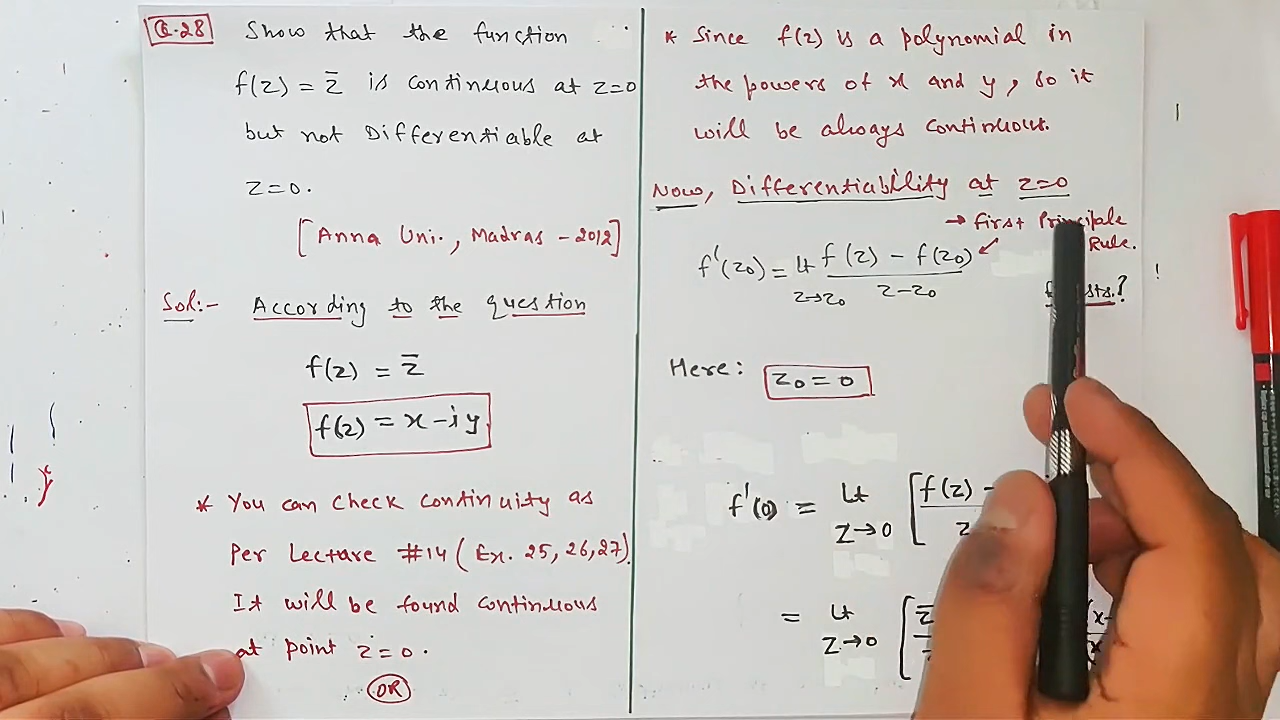 Q.28 Show that the function
f(z) = z̄ is continuous at z=0
but not Differentiable at
z=0.
[Anna Uni., Madras - 2012]
Sol:- According to the question
f(z) = z̄
f(z) = x - iy
* You can check continuity as
per Lecture #14 (Ex. 25, 26, 27).
It will be found continuous
at point z=0.
OR
* Since f(z) is a polynomial in
the powers of x and y, so it
will be always continuous.
Now, Differentiability at z=0
→ first Principle
Rule.
f'(z₀) = Lt f(z) - f(z₀)
z→z₀ z-z₀
?
Here: z₀ = 0
f'(0) = Lt [f(z) -
z→0 z
= Lt [z̄
z→0